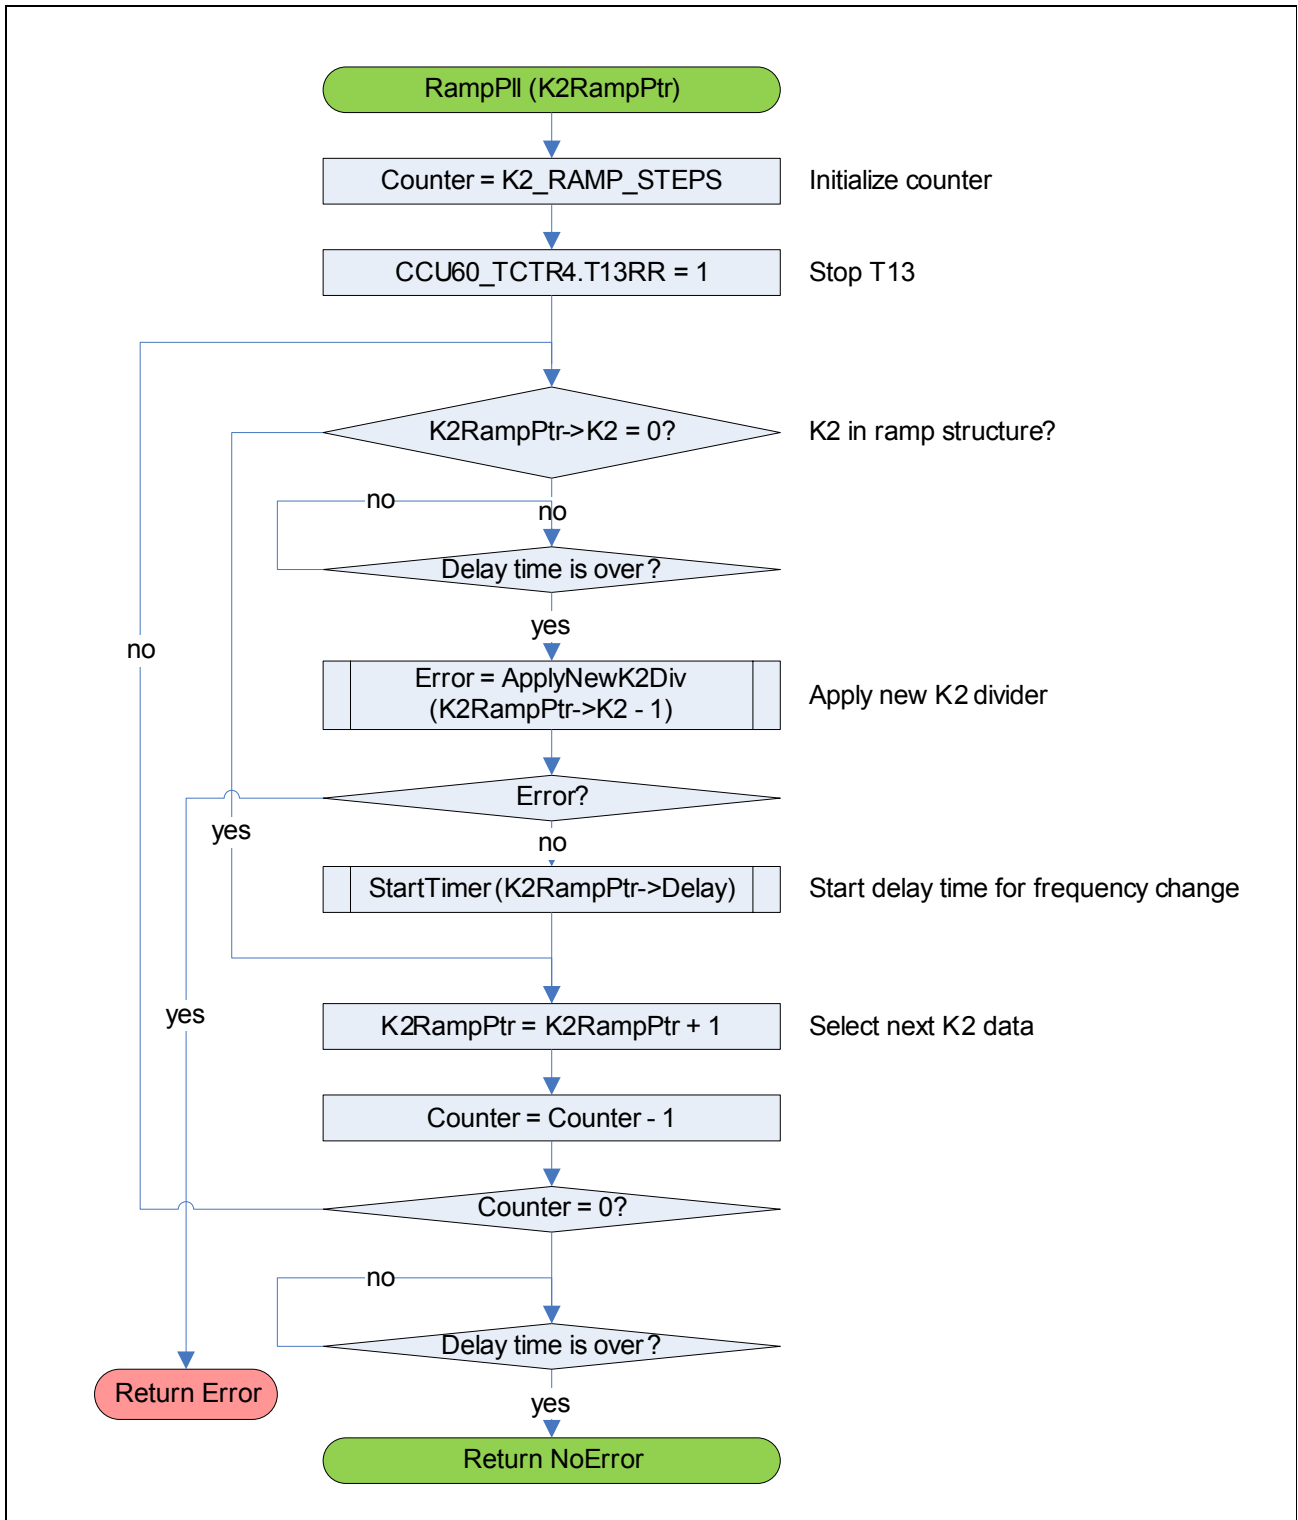 RampPll (K2RampPtr)
Counter = K2_RAMP_STEPS
Initialize counter
CCU60_TCTR4.T13RR = 1
Stop T13
K2RampPtr->K2 = 0?
K2 in ramp structure?
no
no
Delay time is over?
yes
no
Error = ApplyNewK2Div
(K2RampPtr->K2 - 1)
Apply new K2 divider
Error?
yes
no
StartTimer(K2RampPtr->Delay)
Start delay time for frequency change
yes
K2RampPtr = K2RampPtr + 1
Select next K2 data
Counter = Counter - 1
Counter = 0?
no
Delay time is over?
Return Error
yes
Return NoError